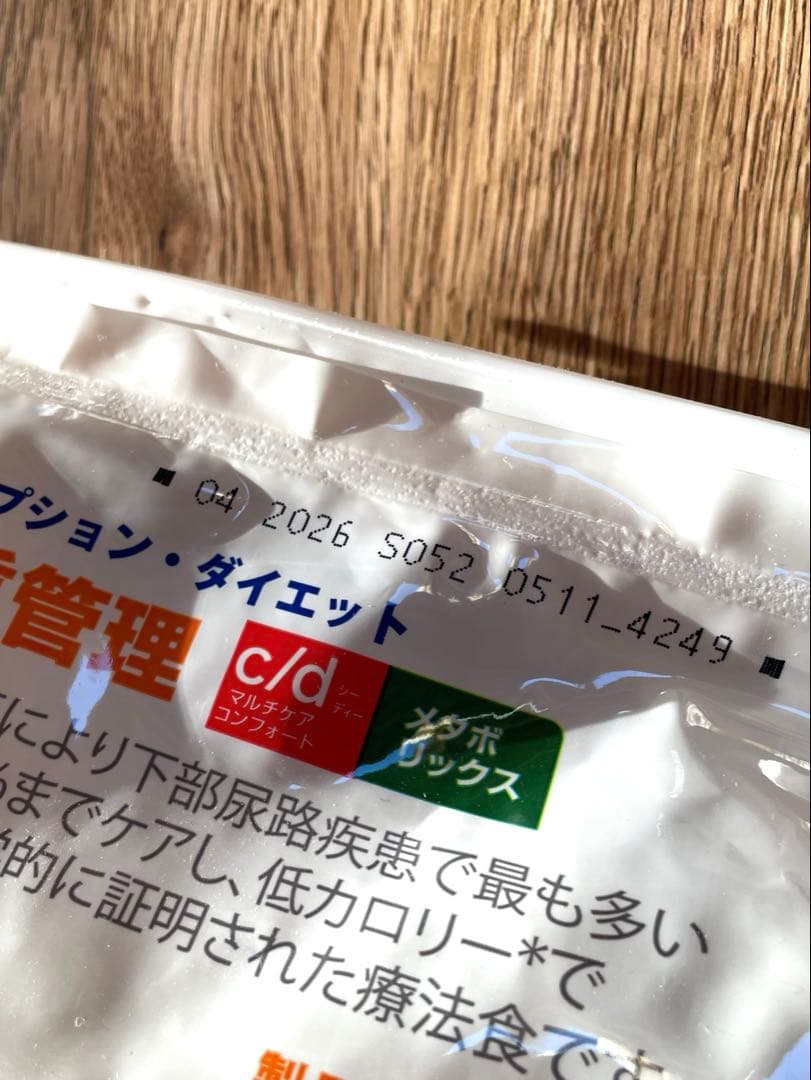 04 2026 S052 0511_4249
プション・ダイエット
管理
c/d
シー
ディー
マルチケア
コンフォート
メタボ
リックス
により下部尿路疾患で最も多い
%までケアし、低カロリー*で
的に証明された療法食です